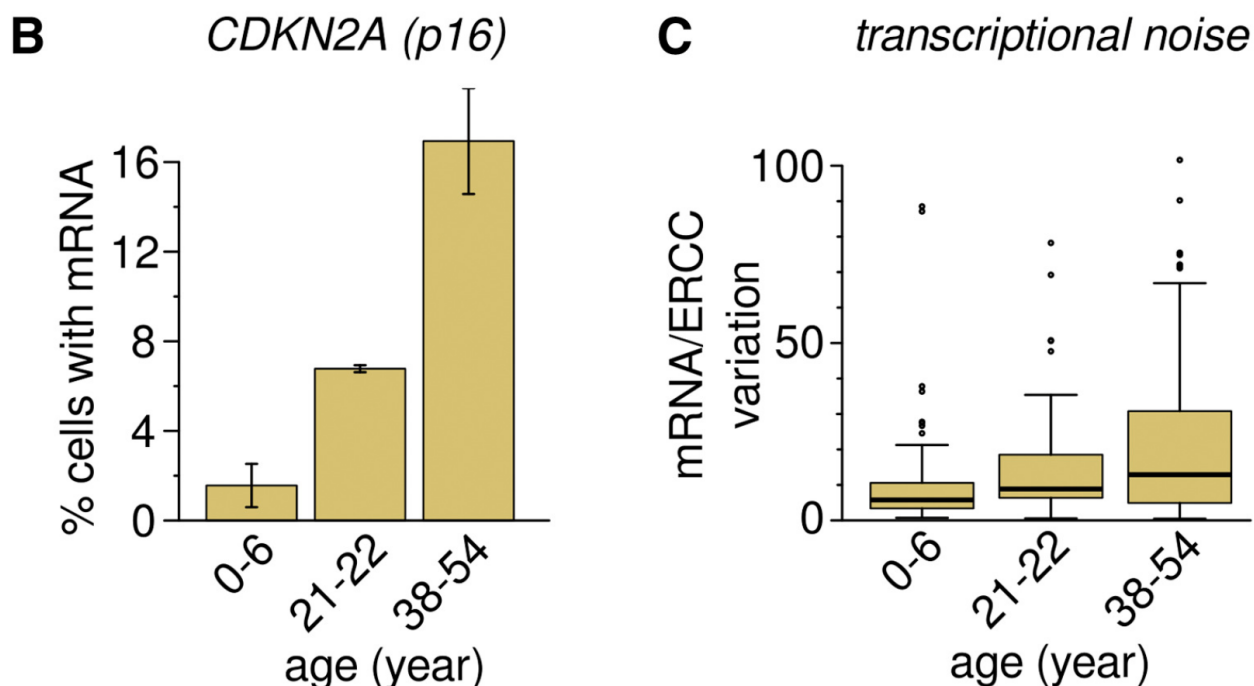 B CDKN2A (p16)
% cells with mRNA
16
12
8
4
0
0-6
21-22
38-54
age (year)
C transcriptional noise
mRNA/ERCC
variation
100
50
0
0-6
21-22
38-54
age (year)